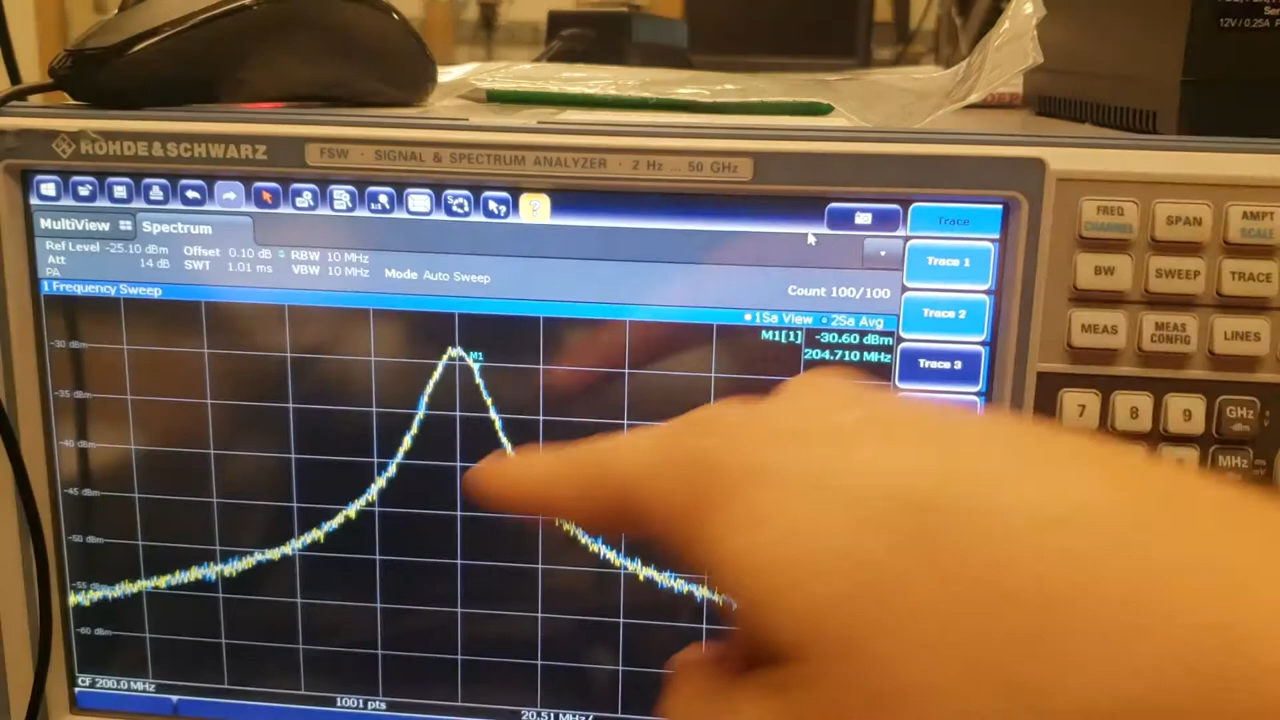 12V / 0.25A
ROHDE&SCHWARZ
FSW · SIGNAL & SPECTRUM ANALYZER · 2 Hz ... 50 GHz
MultiView
Spectrum
Ref Level -25.10 dBm Offset 0.10 dB RBW 10 MHz
Att 14 dB SWT 1.01 ms VBW 10 MHz Mode Auto Sweep
PA
Count 100/100
1 Frequency Sweep
1Sa View 2Sa Avg
M1[1] -30.60 dBm
204.710 MHz
M1
-30 dBm
-35 dBm
-40 dBm
-45 dBm
-50 dBm
-55 dBm
-60 dBm
CF 200.0 MHz
1001 pts
20.51 MHz/
Trace
Trace 1
Trace 2
Trace 3
FREQ
CHANNEL
SPAN
AMPT
SCALE
BW
SWEEP
TRACE
MEAS
MEAS
CONFIG
LINES
7
8
9
GHz
-dBm
MHz